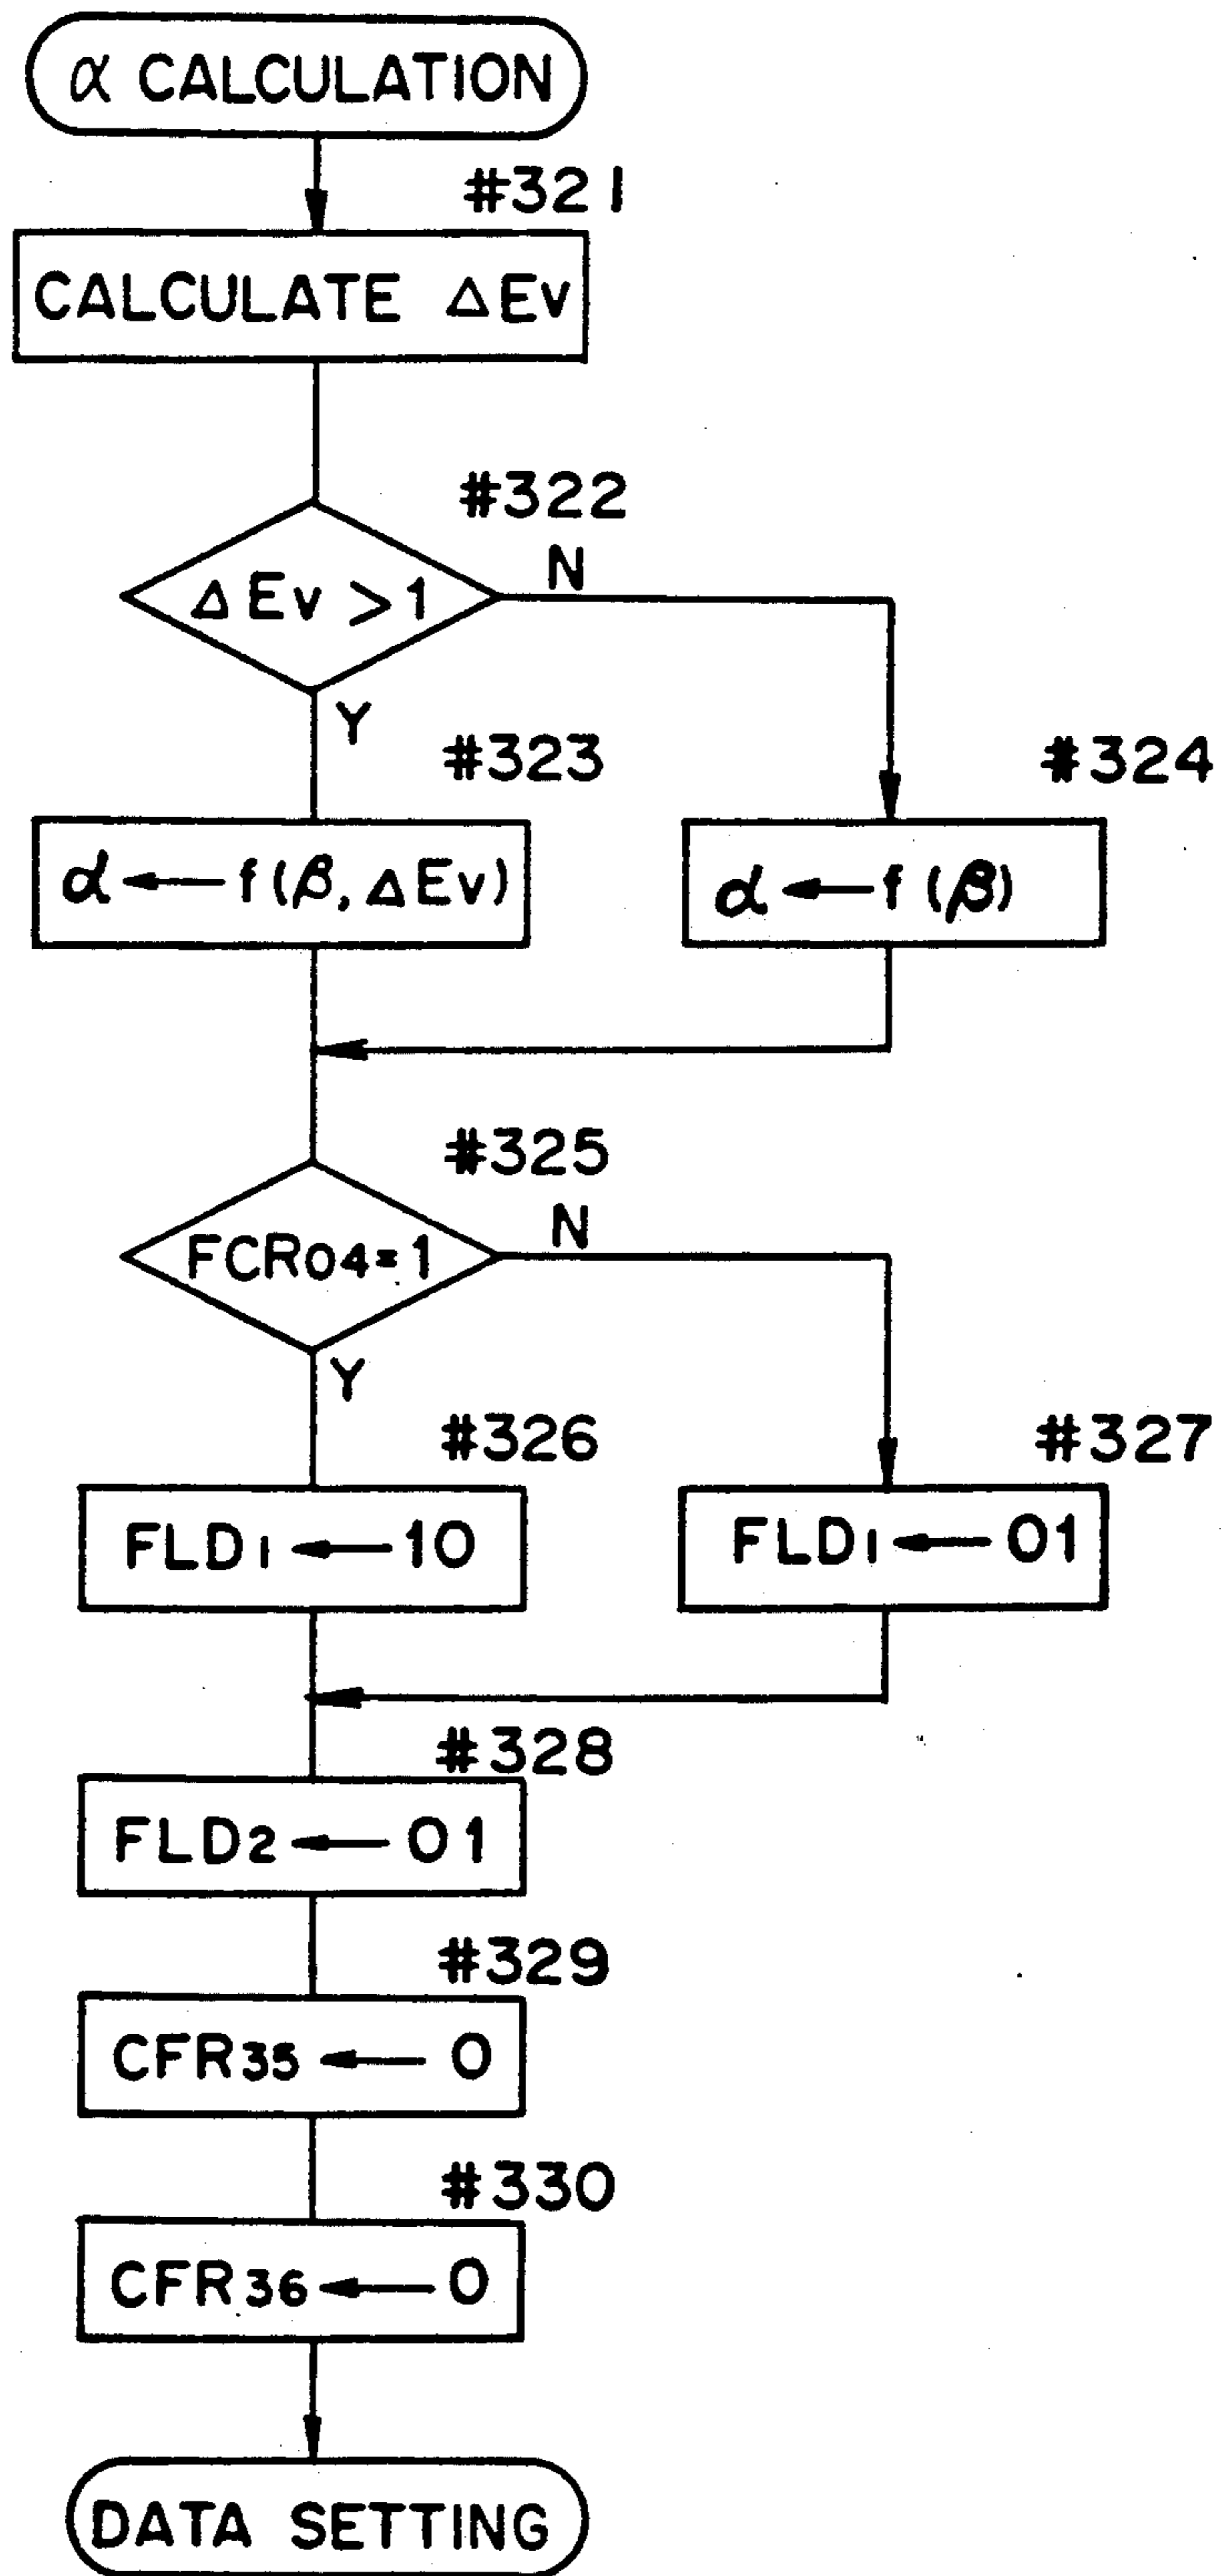 α CALCULATION
#321
CALCULATE ΔEv
#322
ΔEv > 1
N
Y
#323
#324
α ← f(β, ΔEv)
α ← f(β)
#325
FCR04=1
N
Y
#326
#327
FLD1 ← 10
FLD1 ← 01
#328
FLD2 ← 01
#329
CFR35 ← 0
#330
CFR36 ← 0
DATA SETTING